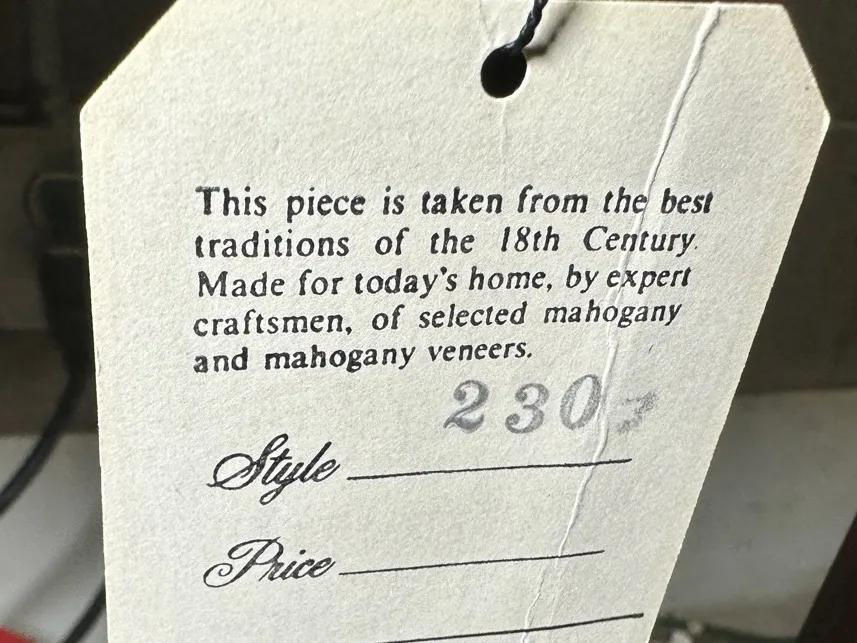 This piece is taken from the best
traditions of the 18th Century.
Made for today's home, by expert
craftsmen, of selected mahogany
and mahogany veneers.
230
Style
Price